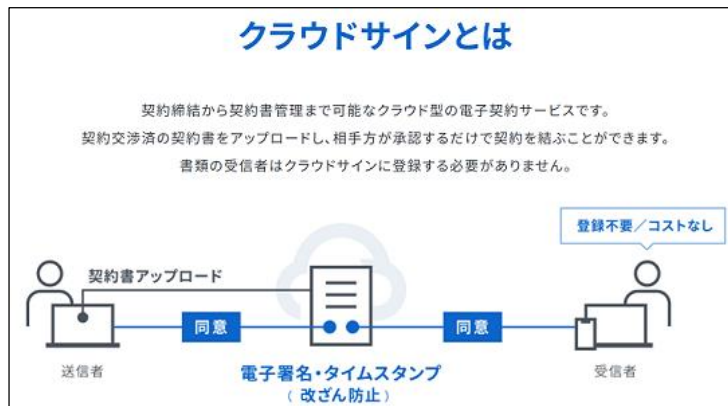 クラウドサインとは
契約締結から契約書管理まで可能なクラウド型の電子契約サービスです。
契約交渉済の契約書をアップロードし、相手方が承認するだけで契約を結ぶことができます。
書類の受信者はクラウドサインに登録する必要がありません。
登録不要／コストなし
契約書アップロード
同意
同意
送信者
電子署名・タイムスタンプ
（ 改ざん防止 ）
受信者